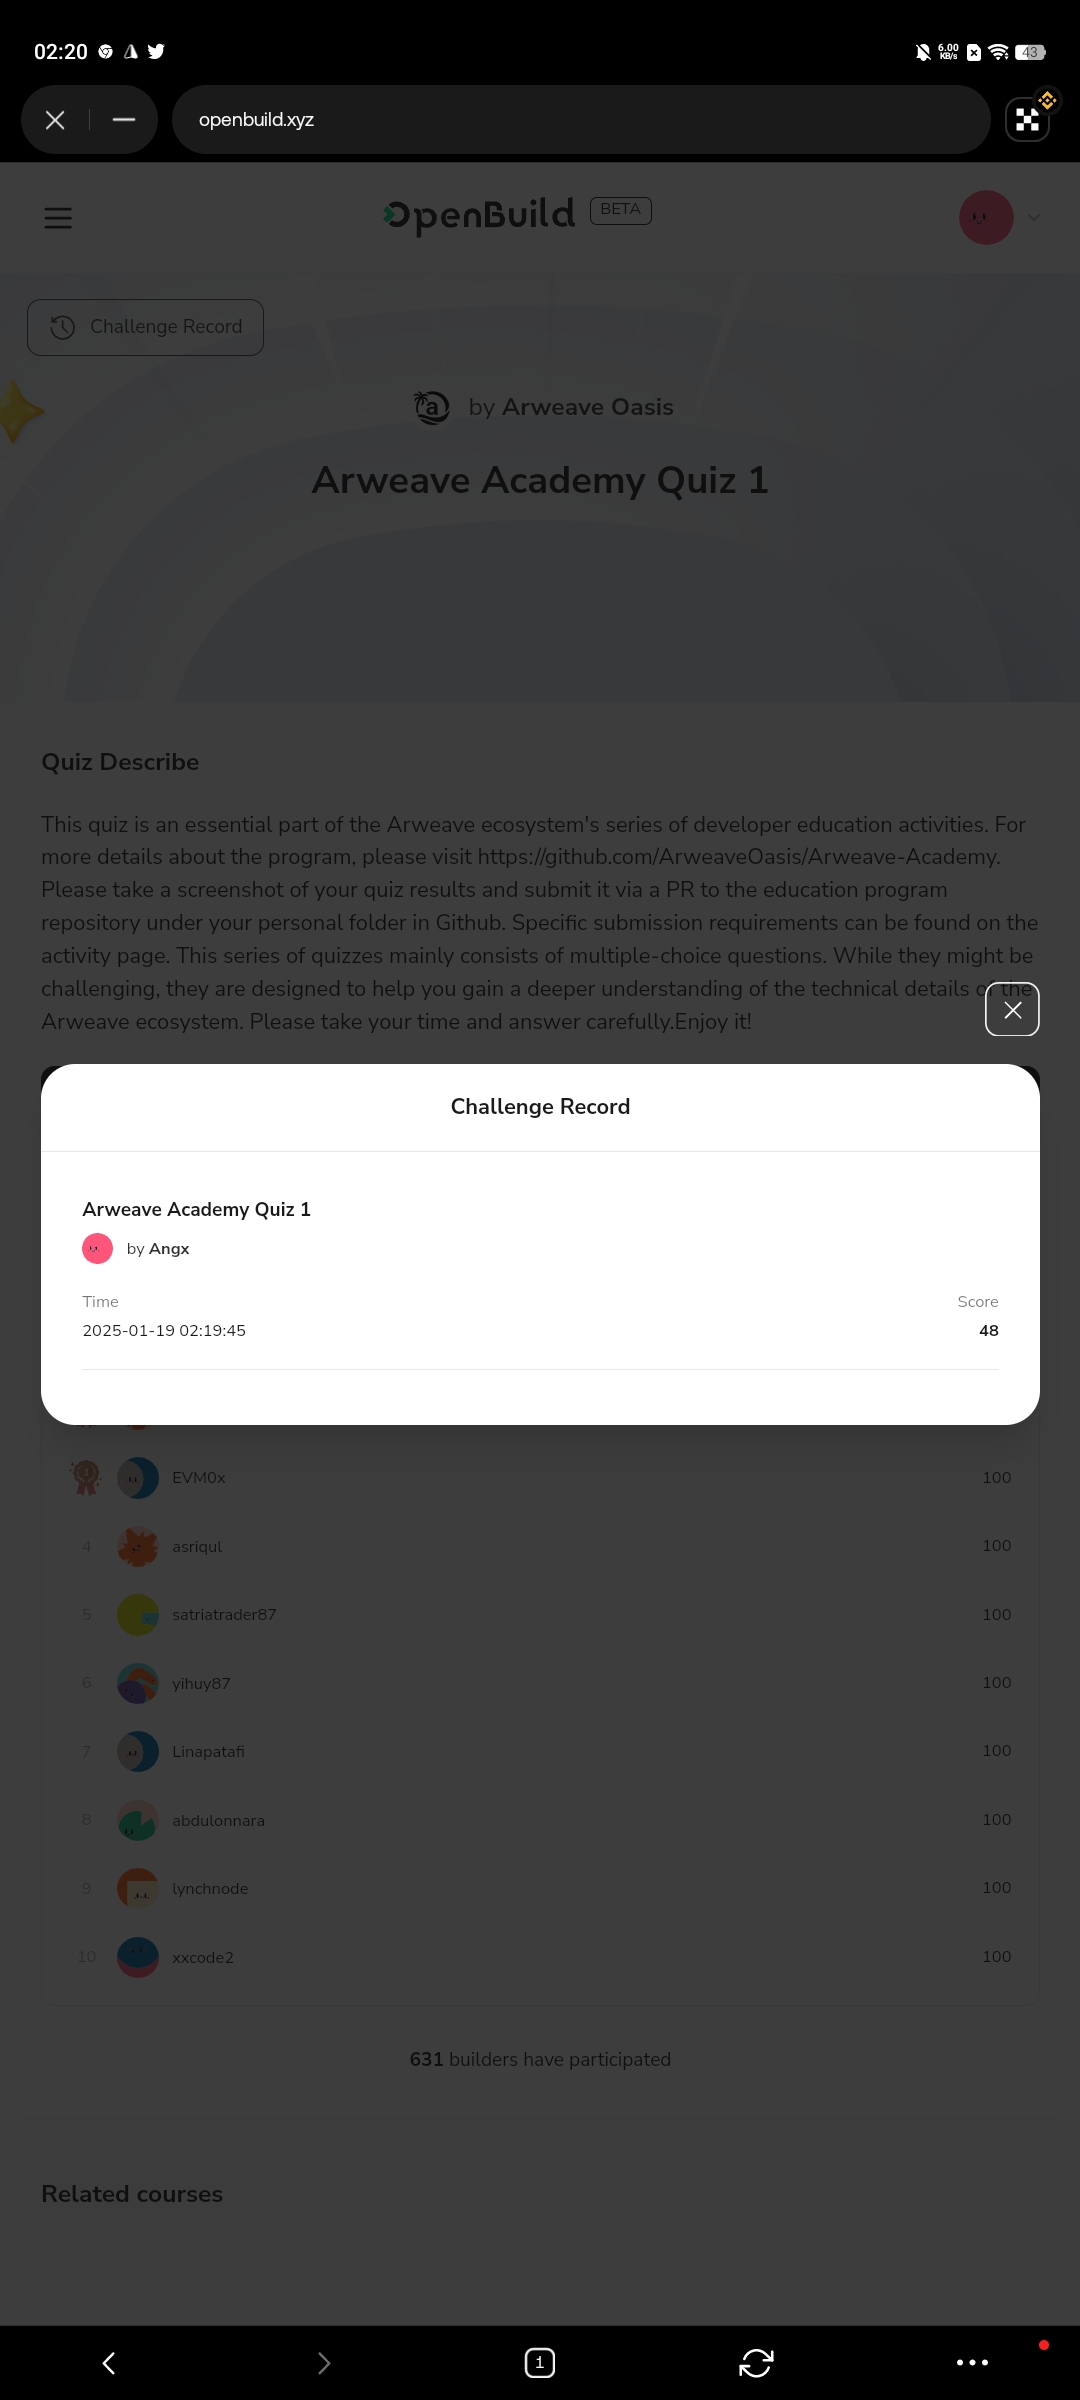 02:20
6.00
KB/s
43
openbuild.xyz
OpenBuild BETA
Challenge Record
by Arweave Oasis
Arweave Academy Quiz 1
Quiz Describe
This quiz is an essential part of the Arweave ecosystem's series of developer education activities. For
more details about the program, please visit https://github.com/ArweaveOasis/Arweave-Academy.
Please take a screenshot of your quiz results and submit it via a PR to the education program
repository under your personal folder in Github. Specific submission requirements can be found on the
activity page. This series of quizzes mainly consists of multiple-choice questions. While they might be
challenging, they are designed to help you gain a deeper understanding of the technical details of the
Arweave ecosystem. Please take your time and answer carefully.Enjoy it!
Challenge Record
Arweave Academy Quiz 1
by Angx
Time Score
2025-01-19 02:19:45 48
3 EVM0x 100
4 asriqul 100
5 satriatrader87 100
6 yihuy87 100
7 Linapatafi 100
8 abdulonnara 100
9 lynchnode 100
10 xxcode2 100
631 builders have participated
Related courses
1